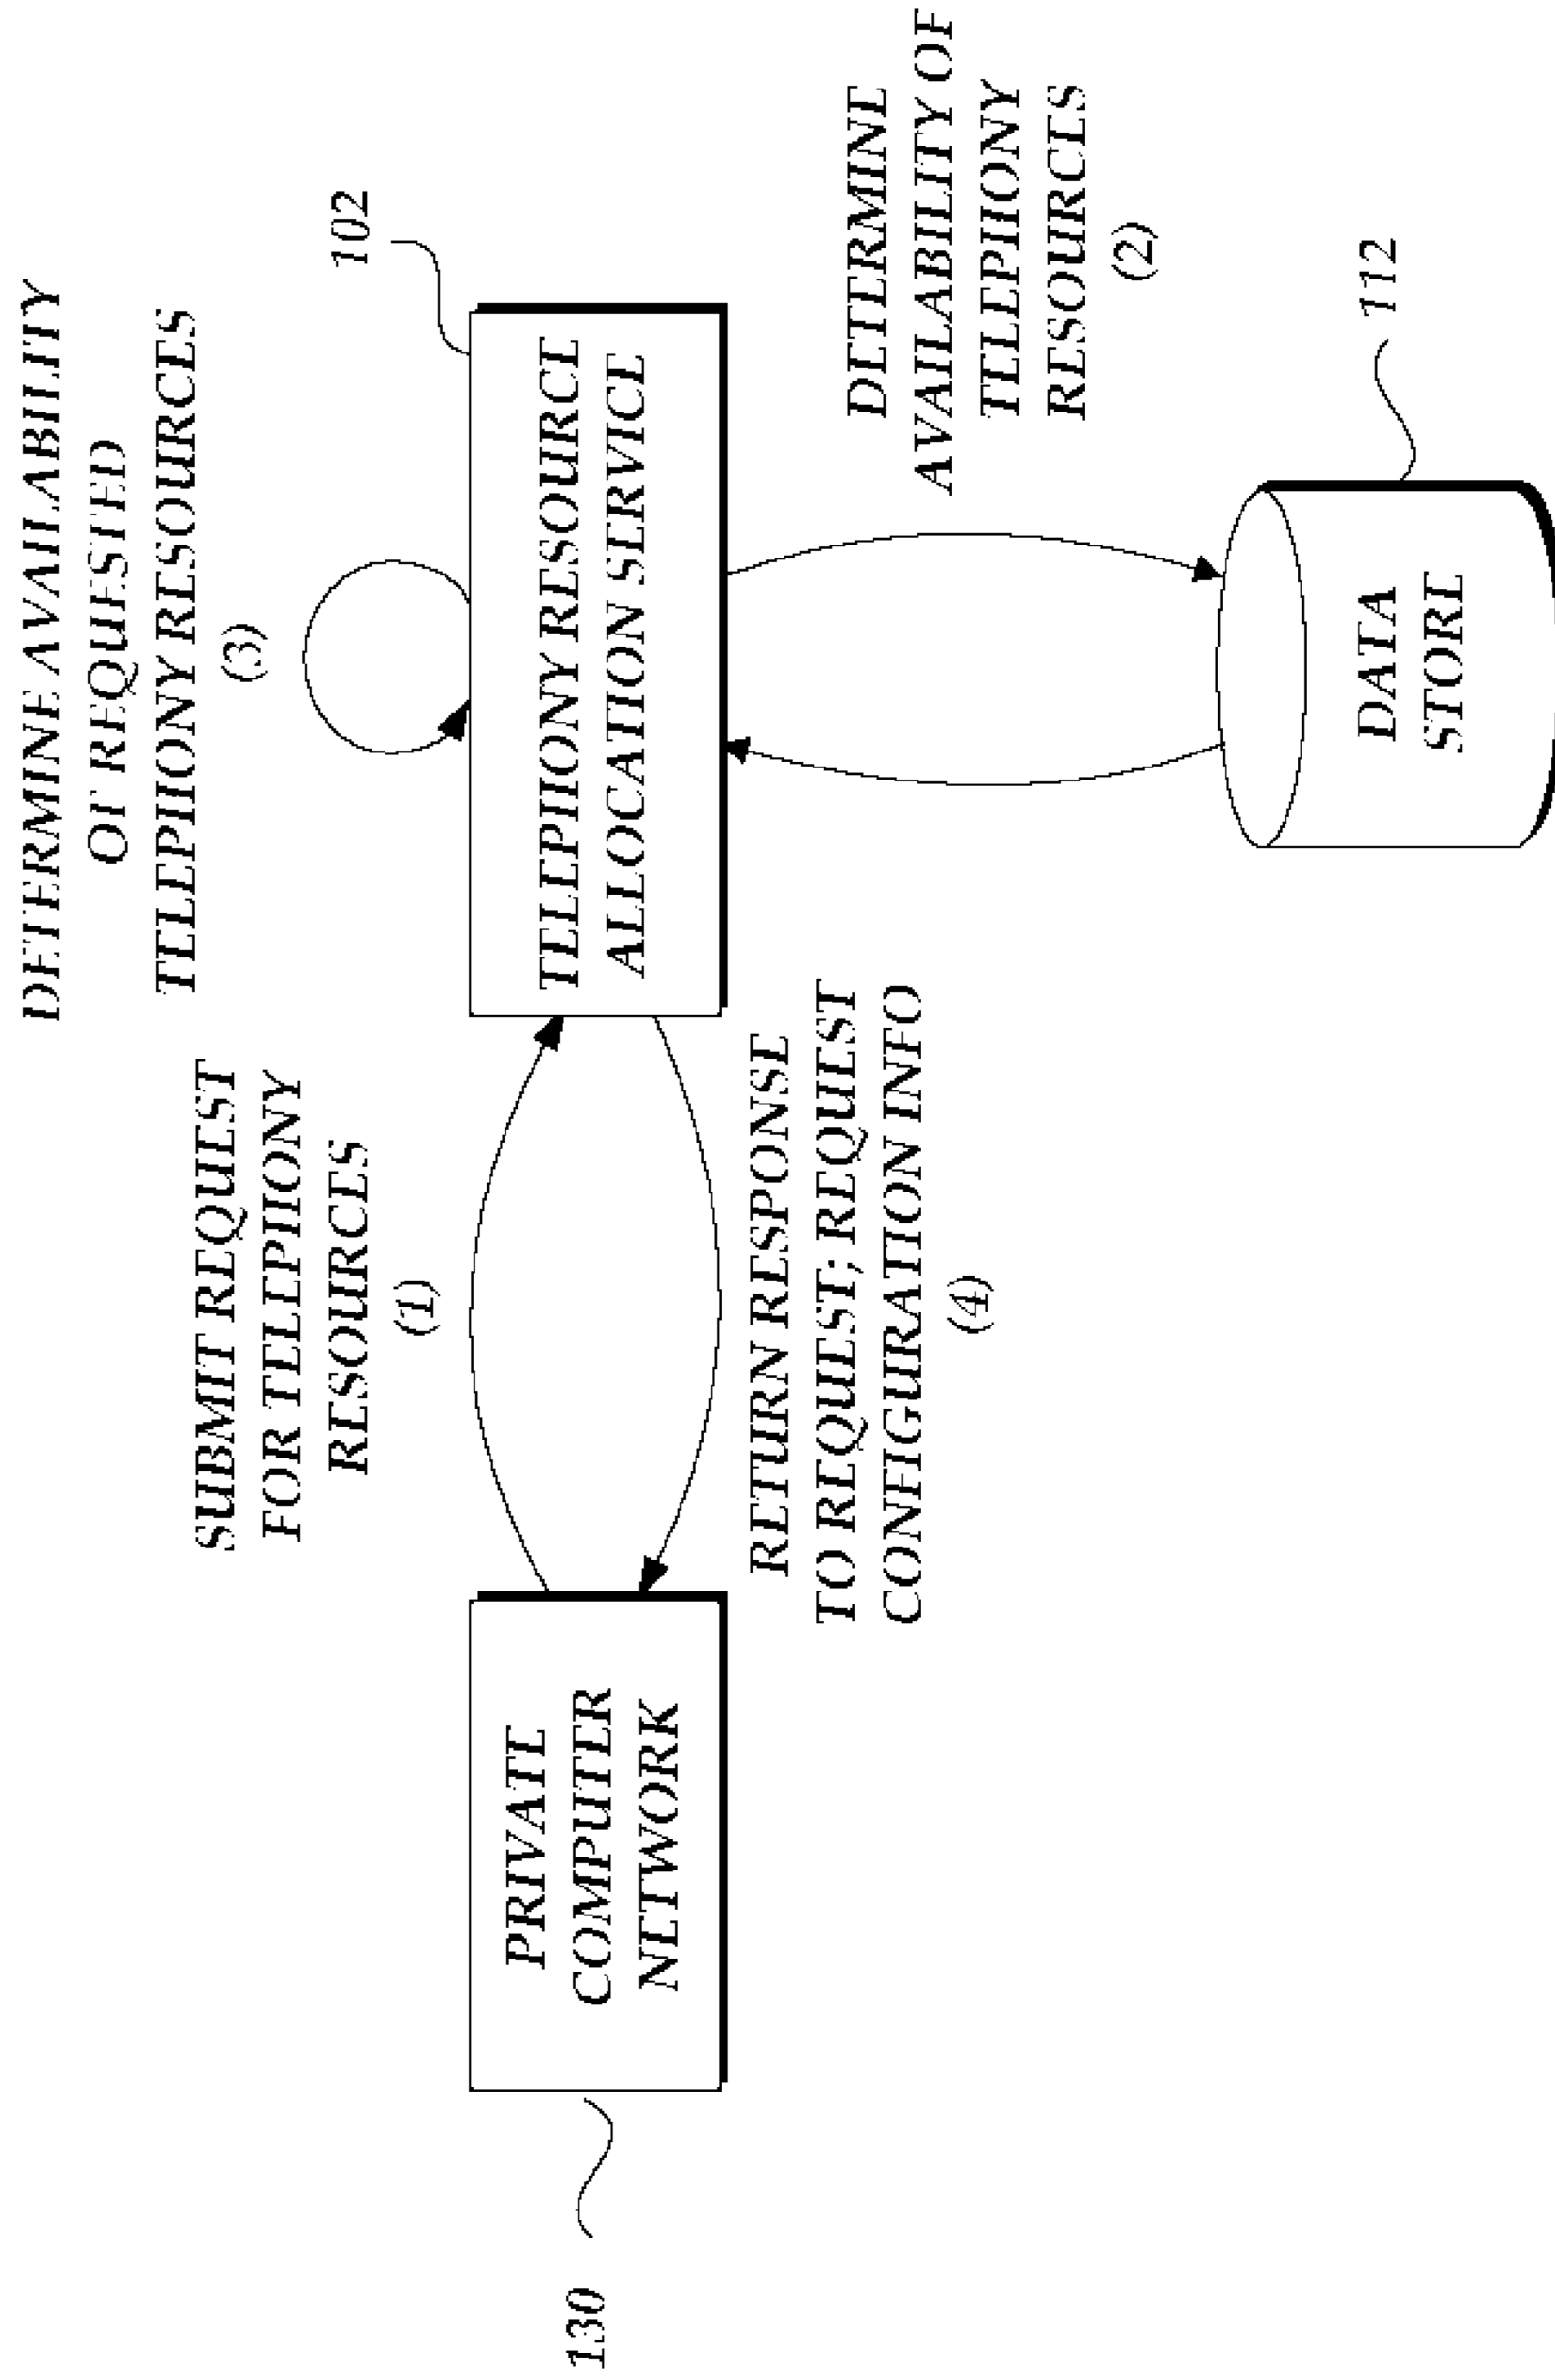 DETERMINE AVAILABILITY
OF REQUESTED
TELEPHONY RESOURCES
(3)
102
SUBMIT REQUEST
FOR TELEPHONY
RESOURCES
(1)
130
PRIVATE
COMPUTER
NETWORK
TELEPHONY RESOURCE
ALLOCATION SERVICE
RETURN RESPONSE
TO REQUEST; REQUEST
CONFIGURATION INFO
(4)
DETERMINE
AVAILABILITY OF
TELEPHONY
RESOURCES
(2)
112
DATA
STORE